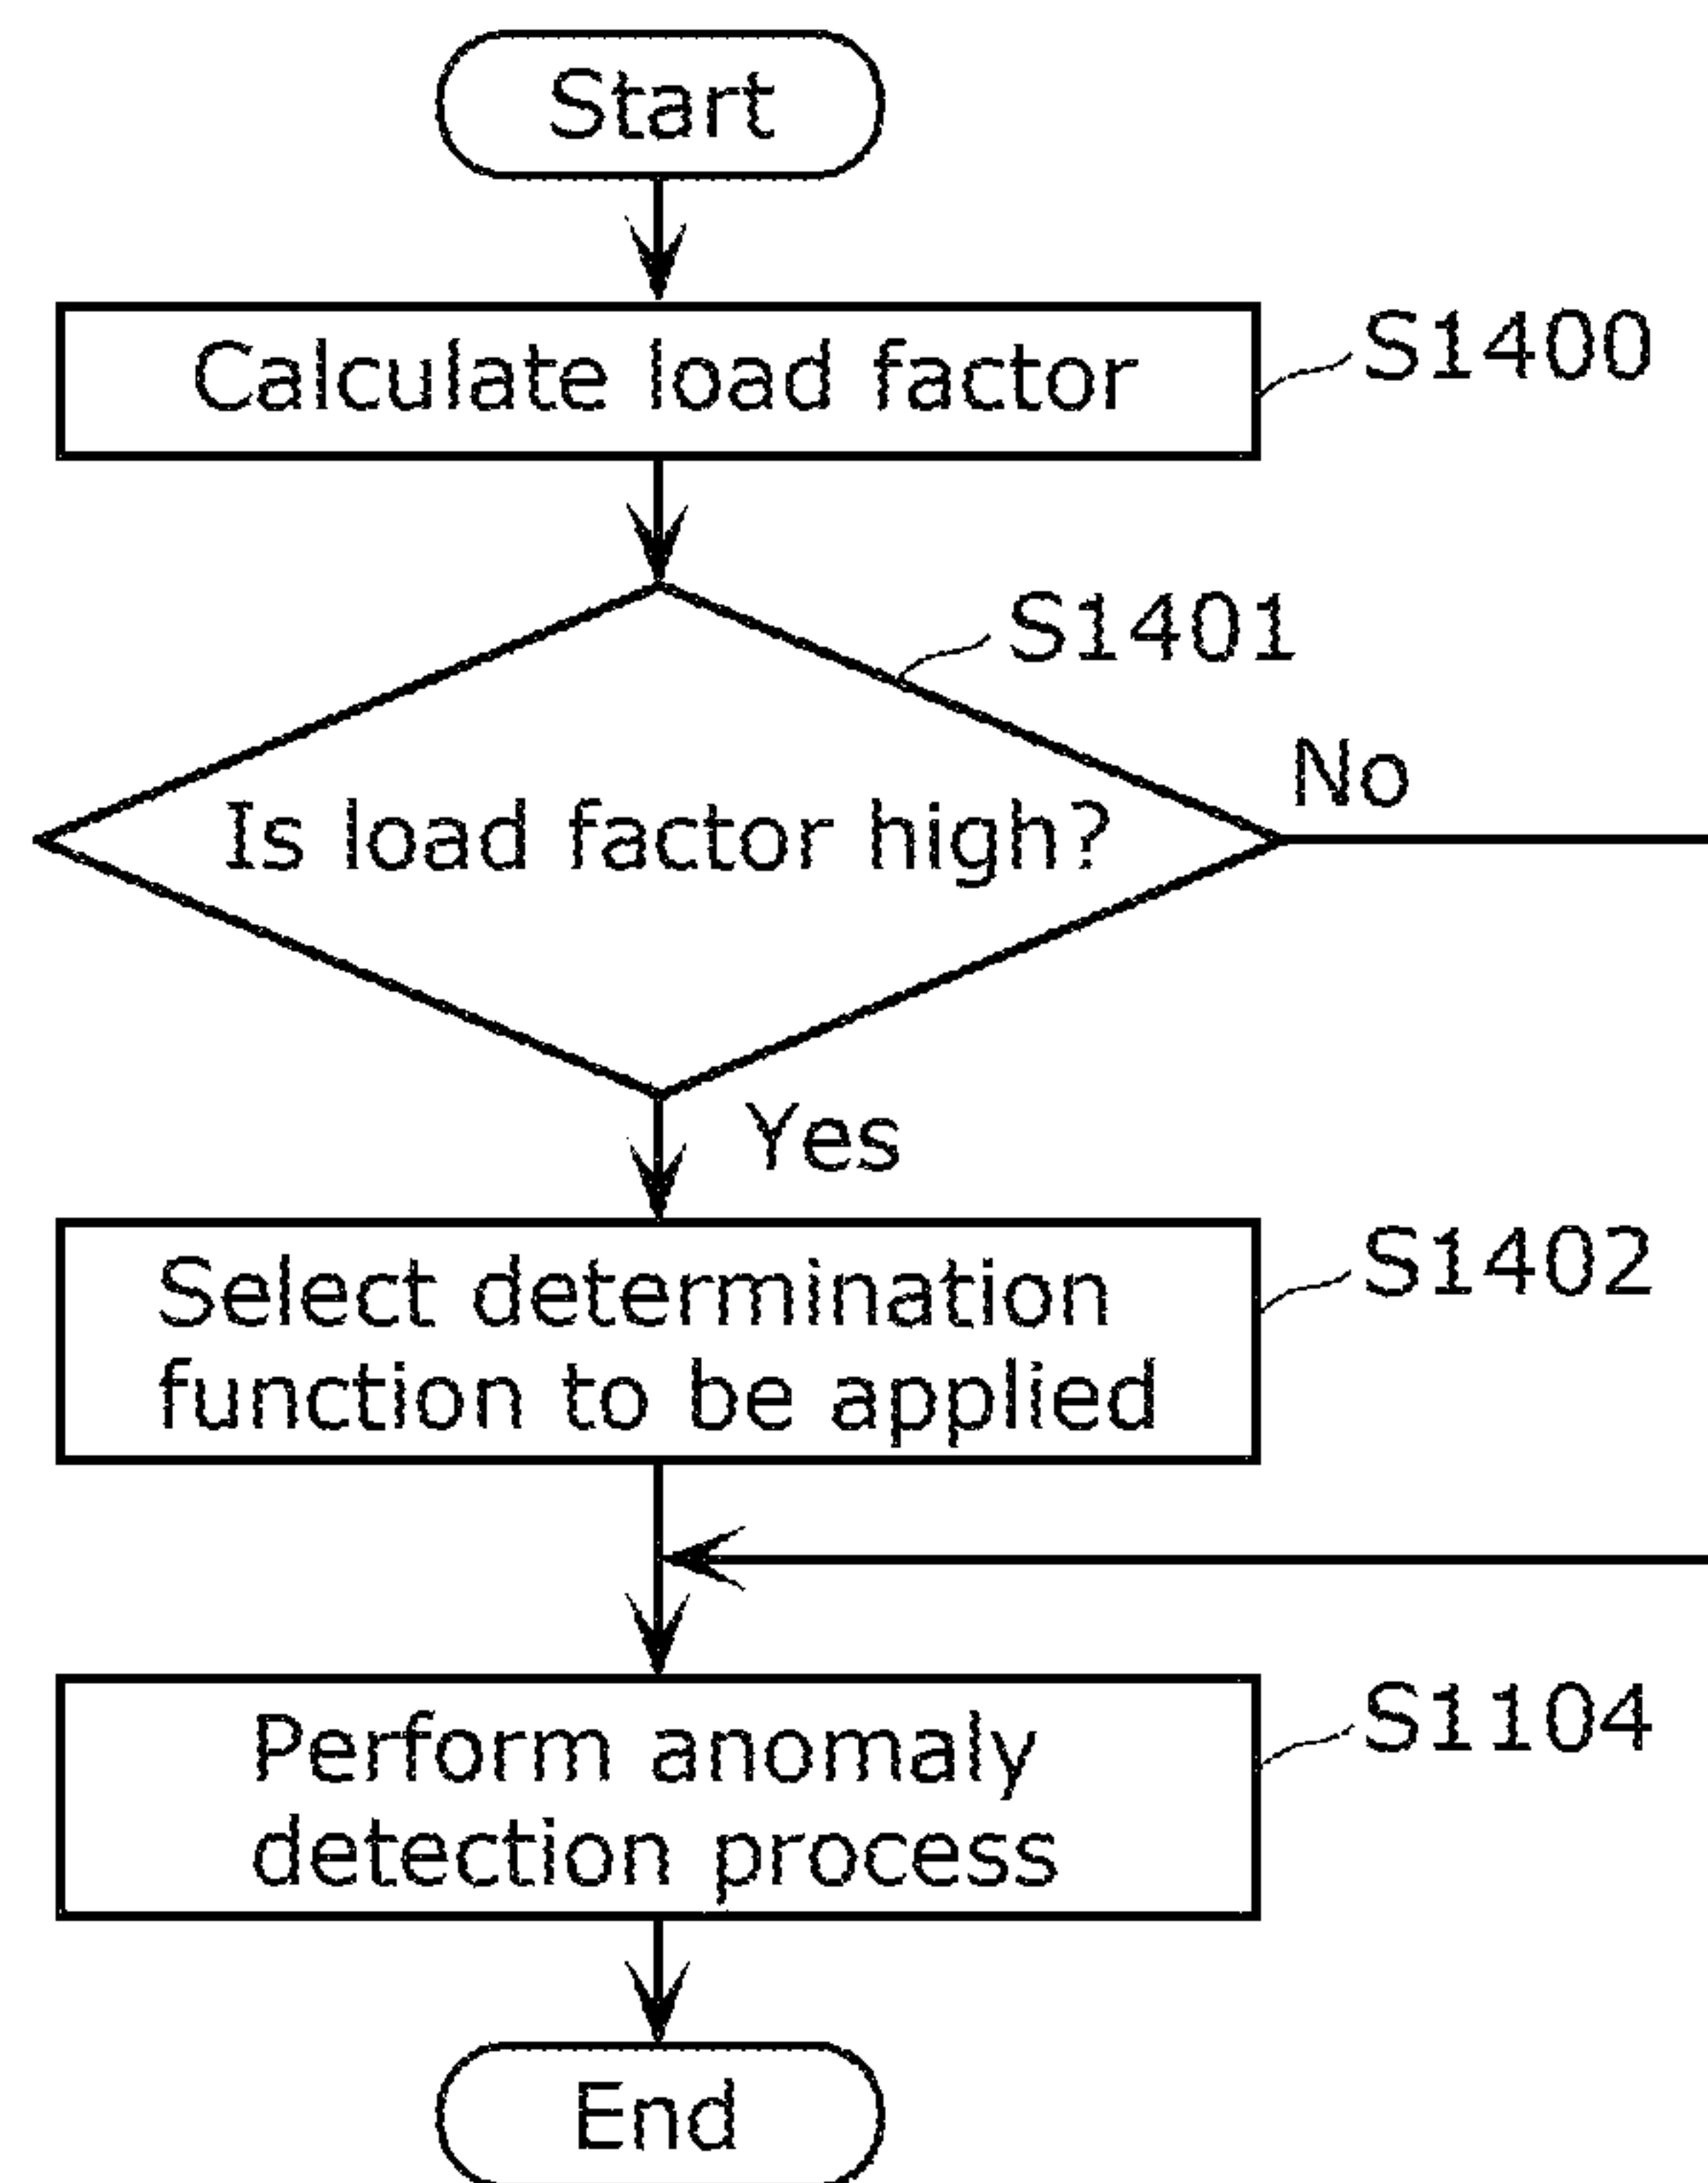 Start
Calculate load factor
S1400
S1401
Is load factor high?
No
Yes
Select determination
function to be applied
S1402
Perform anomaly
detection process
S1104
End